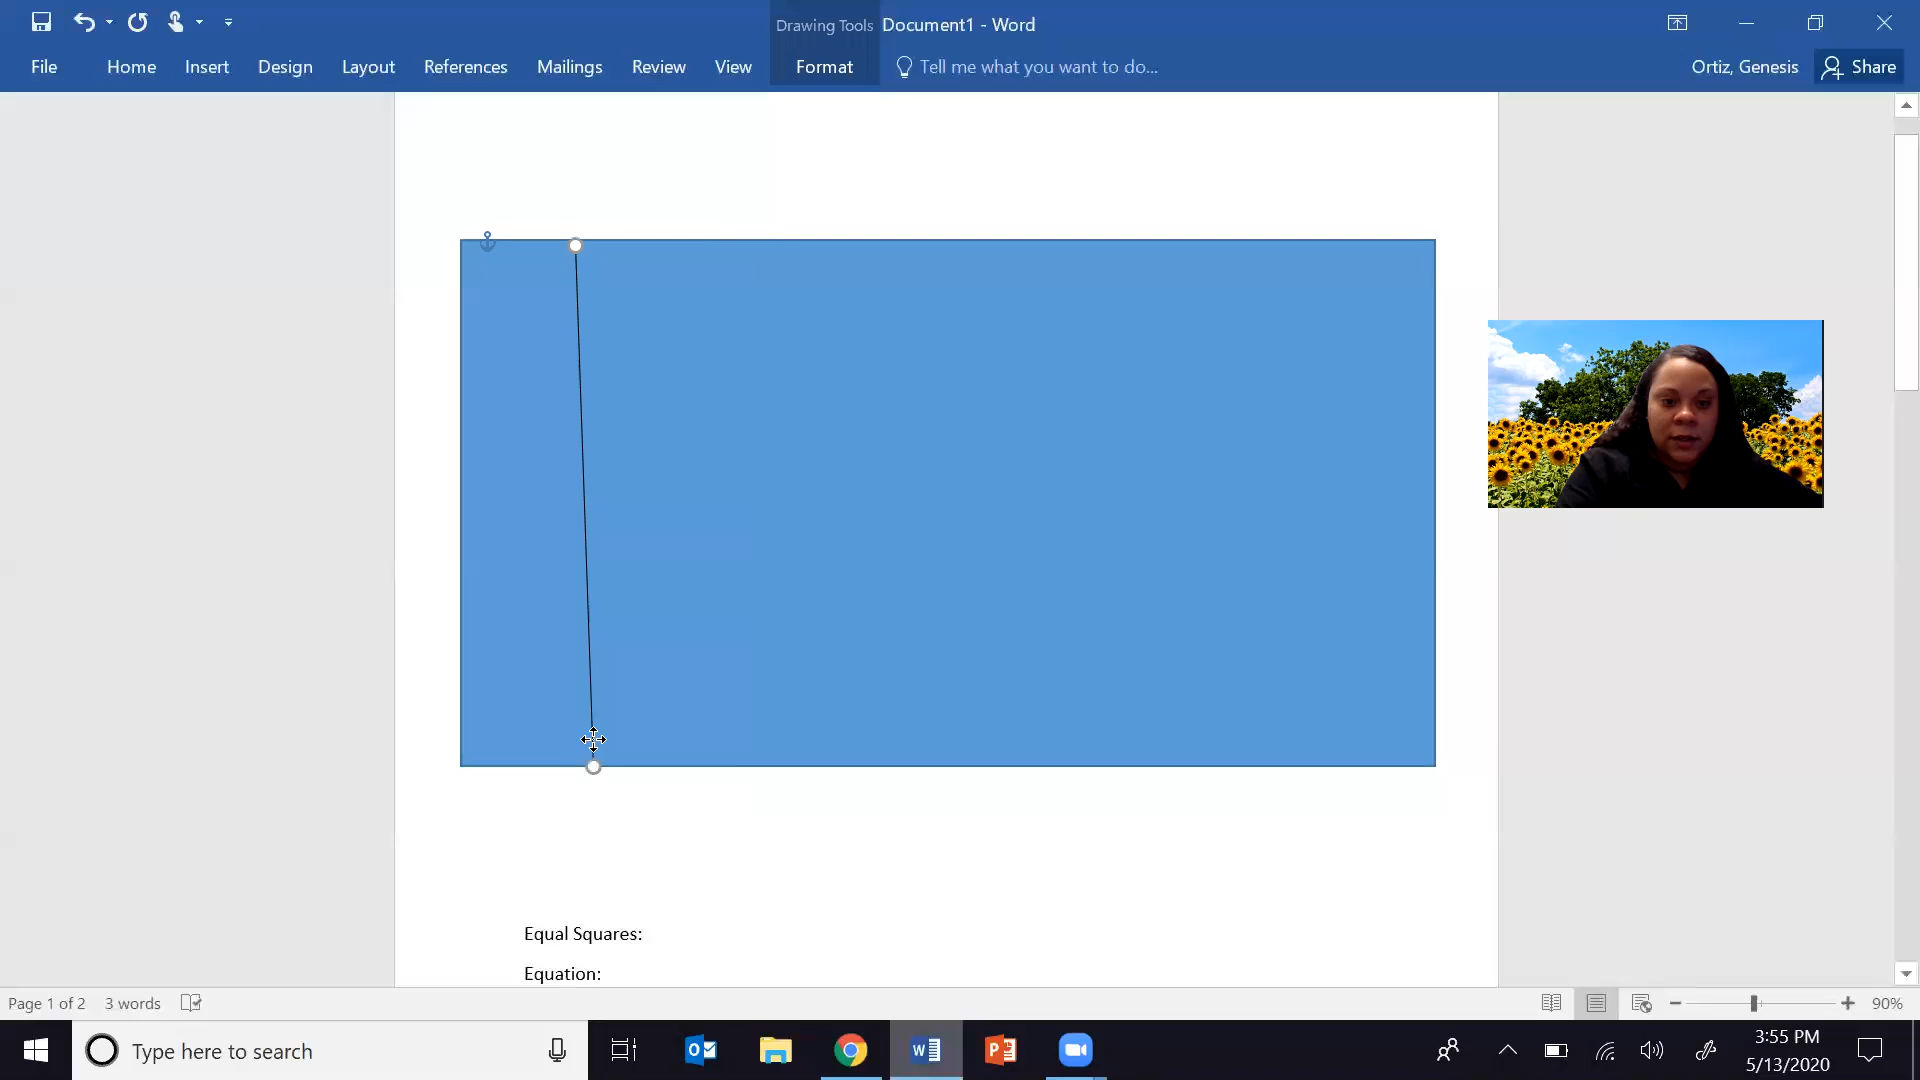 Drawing Tools Document1 - Word
File Home Insert Design Layout References Mailings Review View Format Tell me what you want to do... Ortiz, Genesis Share
Equal Squares:
Equation:
Page 1 of 2 3 words 90%
Type here to search
3:55 PM
5/13/2020